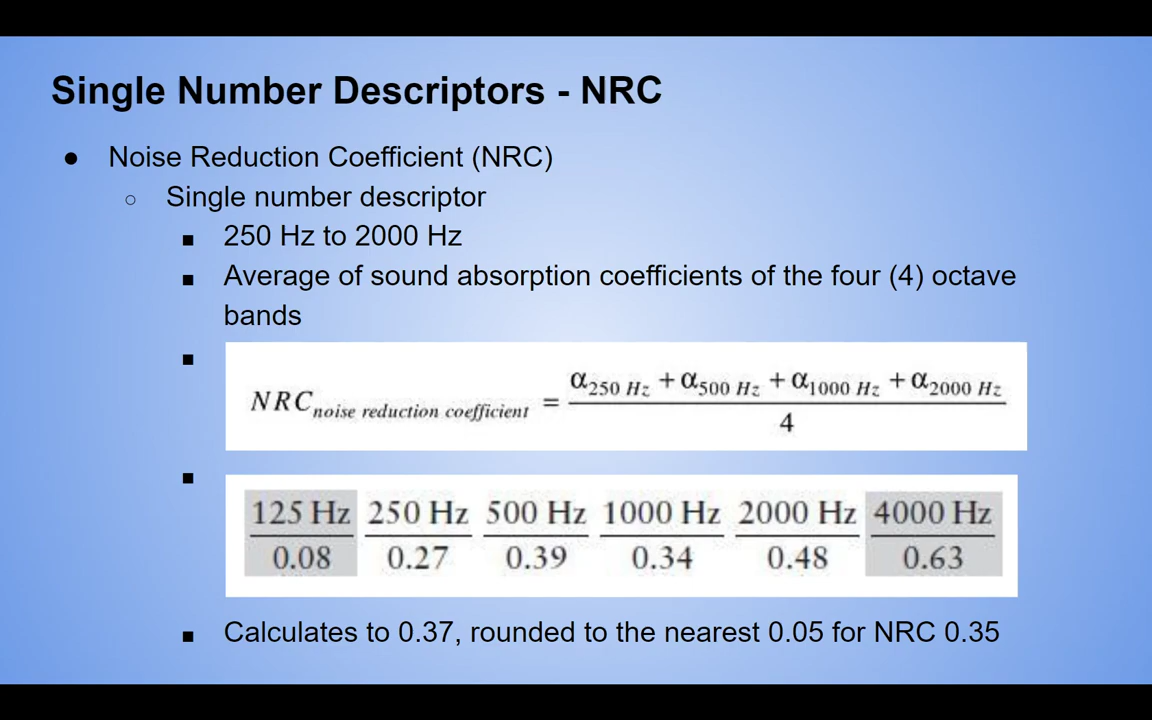 Single Number Descriptors - NRC
● Noise Reduction Coefficient (NRC)
○ Single number descriptor
■ 250 Hz to 2000 Hz
■ Average of sound absorption coefficients of the four (4) octave
bands
■ NRC noise reduction coefficient = (α250 Hz + α500 Hz + α1000 Hz + α2000 Hz) / 4
■ 125 Hz 250 Hz 500 Hz 1000 Hz 2000 Hz 4000 Hz
0.08 0.27 0.39 0.34 0.48 0.63
■ Calculates to 0.37, rounded to the nearest 0.05 for NRC 0.35